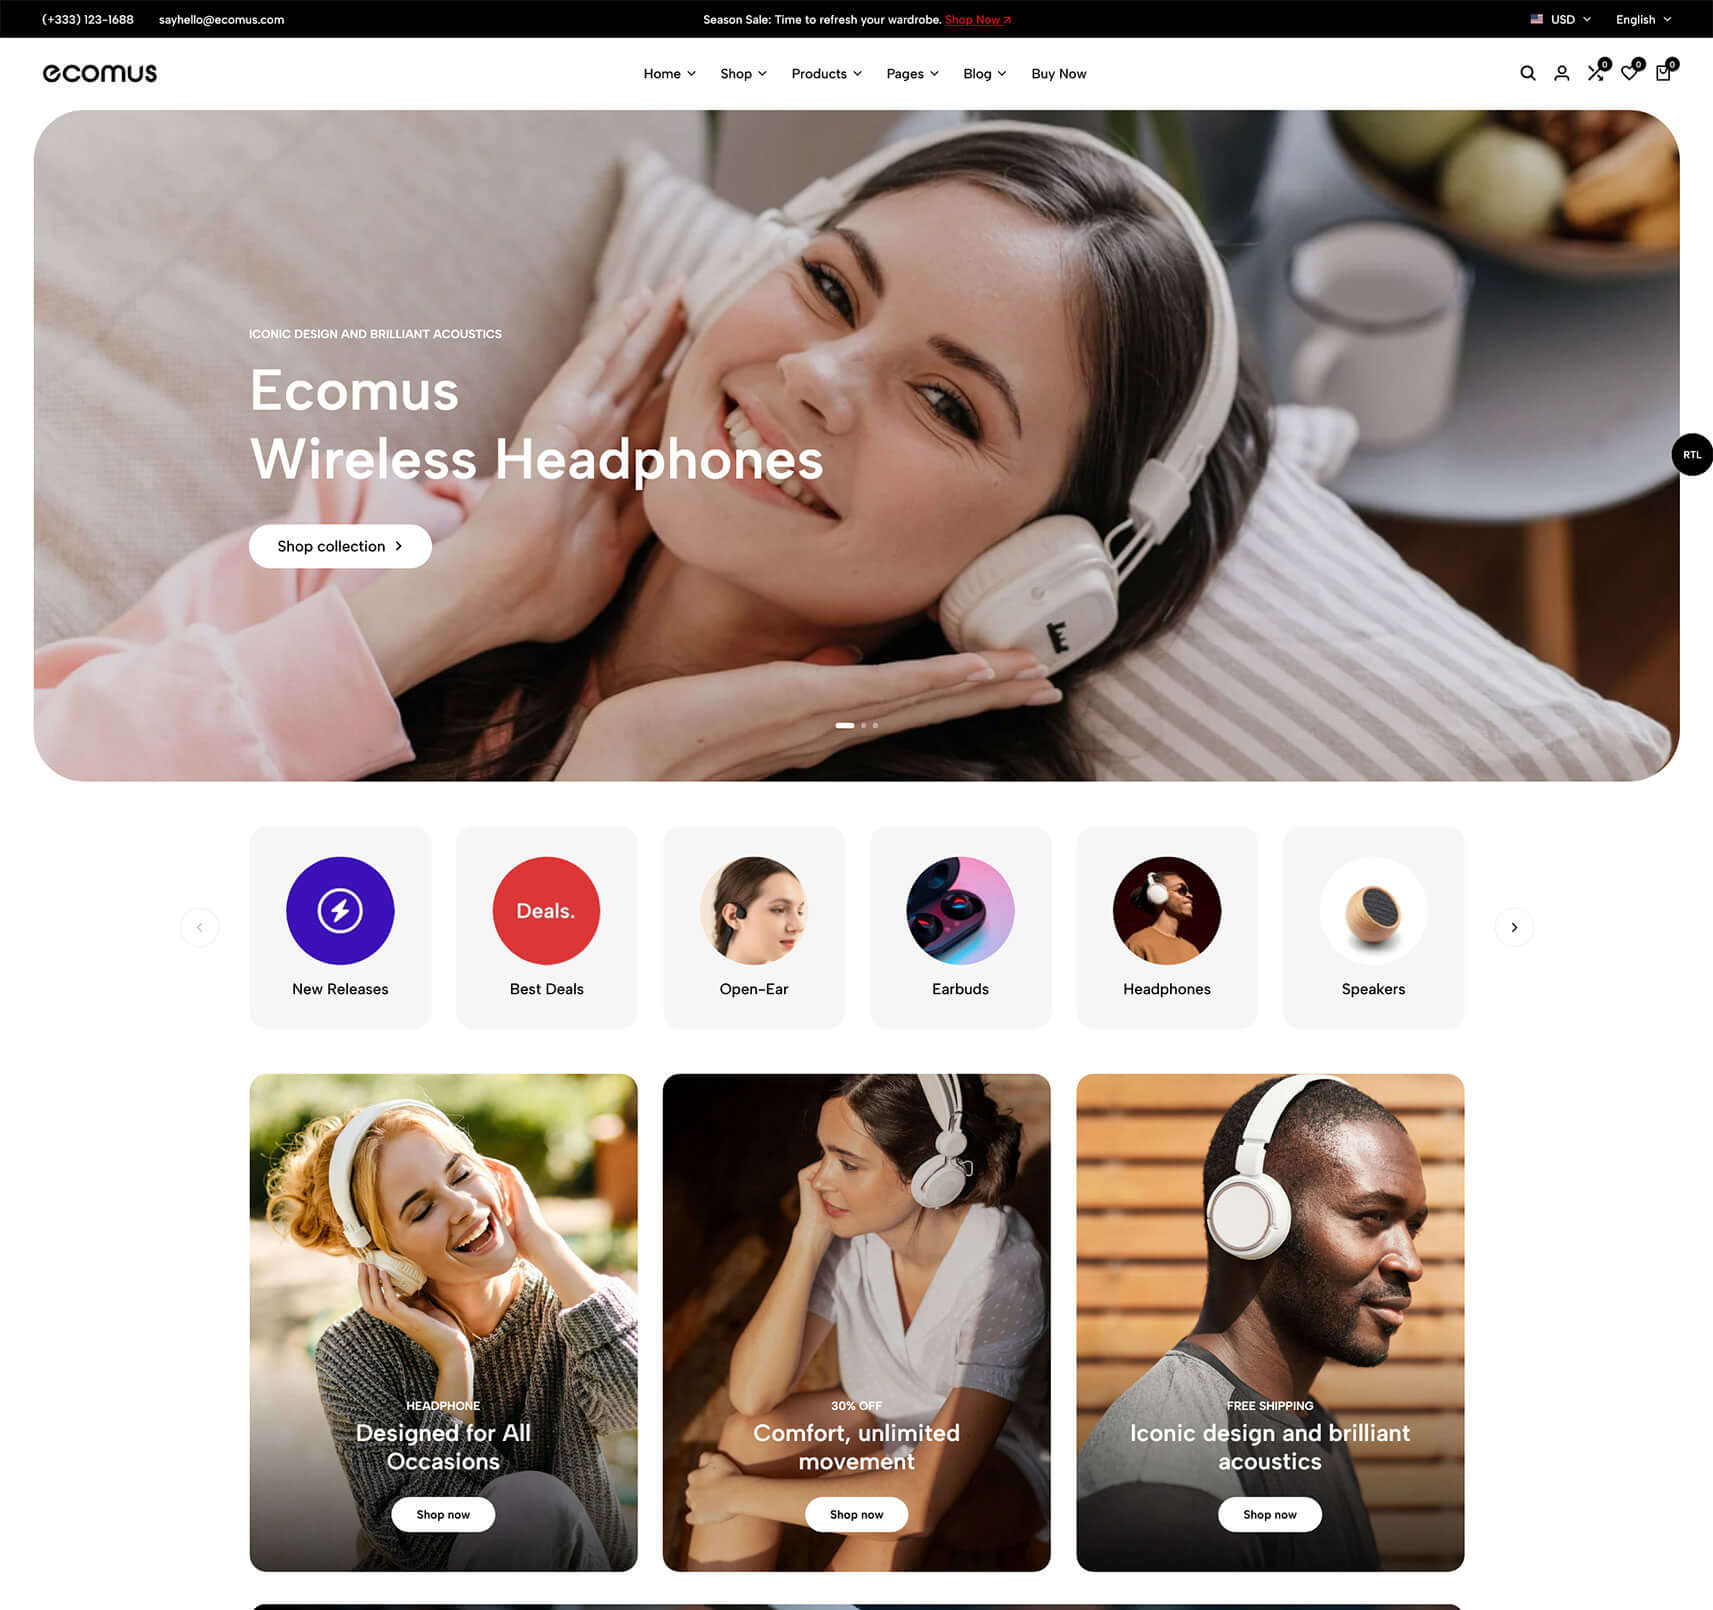 (+333) 123-1688
sayhello@ecomus.com
Season Sale: Time to refresh your wardrobe. Shop Now
USD
English
ecomus
Home
Shop
Products
Pages
Blog
Buy Now
0
0
0
ICONIC DESIGN AND BRILLIANT ACOUSTICS
Ecomus
Wireless Headphones
Shop collection
RTL
Deals.
New Releases
Best Deals
Open-Ear
Earbuds
Headphones
Speakers
HEADPHONE
Designed for All
Occasions
Shop now
30% OFF
Comfort, unlimited
movement
Shop now
FREE SHIPPING
Iconic design and brilliant
acoustics
Shop now